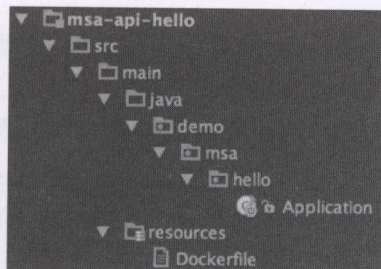 msa-api-hello
src
main
java
demo
msa
hello
Application
resources
Dockerfile